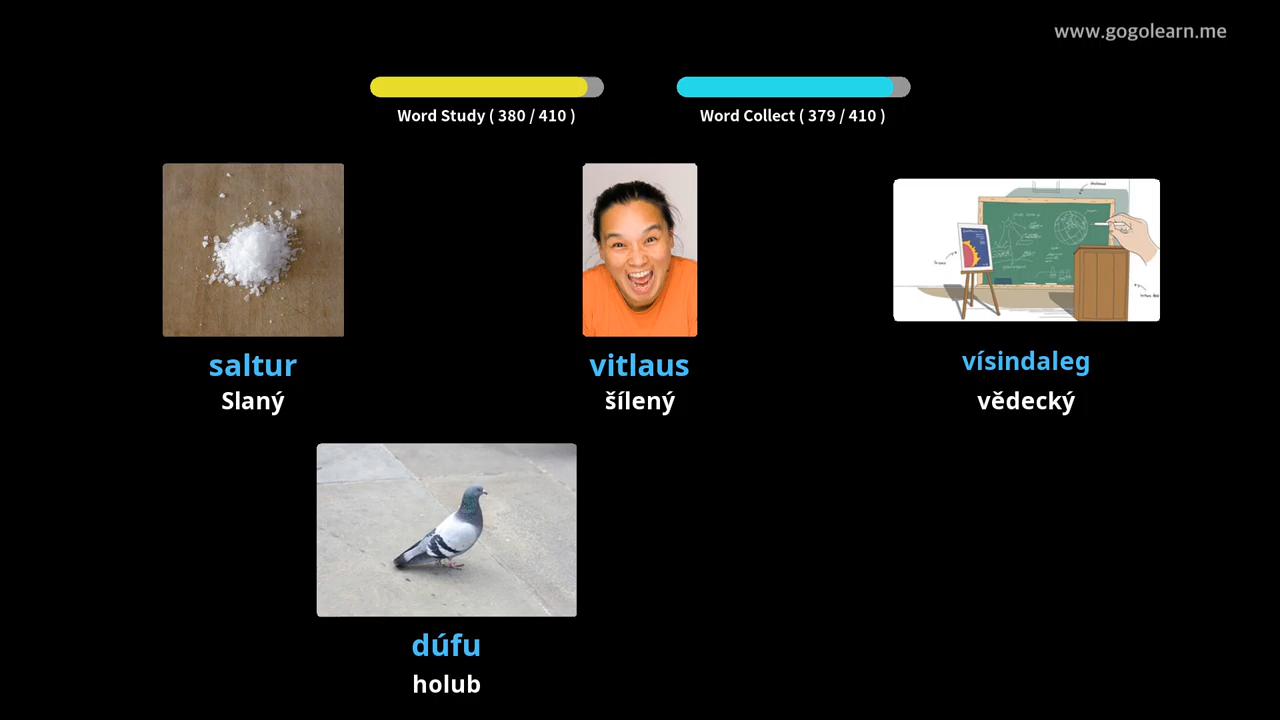 www.gogolearn.me
Word Study ( 380 / 410 )
Word Collect ( 379 / 410 )
saltur
vitlaus
vísindaleg
Slaný
šílený
vědecký
dúfu
holub